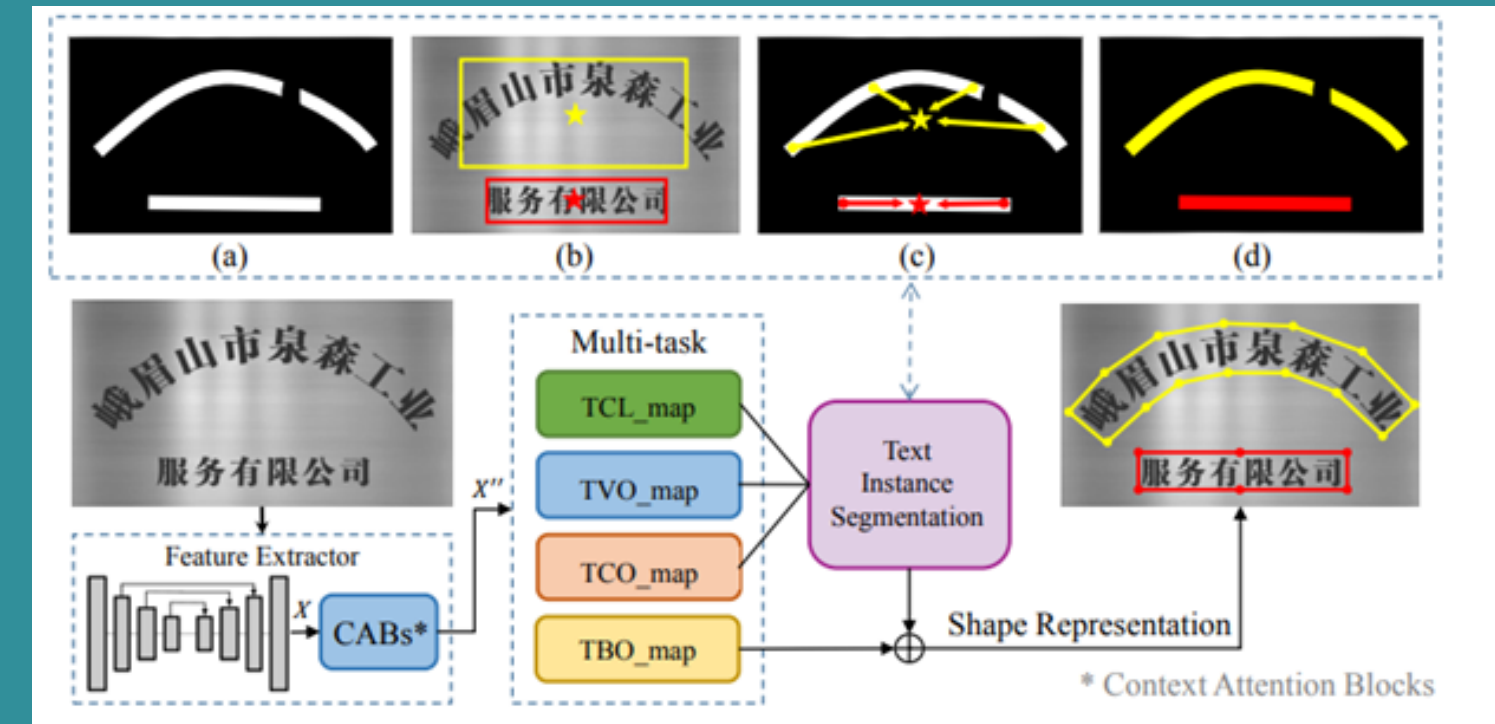 峨眉山市泉森工业
服务有限公司
(a)
(b)
(c)
(d)
峨眉山市泉森工业
服务有限公司
Feature Extractor
X
CABs*
X''
Multi-task
TCL_map
TVO_map
TCO_map
TBO_map
Text
Instance
Segmentation
峨眉山市泉森工业
服务有限公司
Shape Representation
* Context Attention Blocks